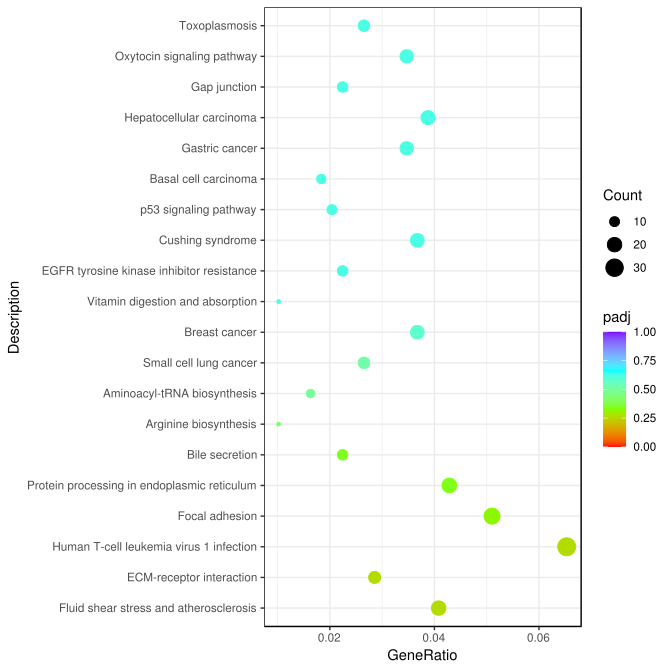 Toxoplasmosis
Oxytocin signaling pathway
Gap junction
Hepatocellular carcinoma
Gastric cancer
Basal cell carcinoma
p53 signaling pathway
Cushing syndrome
EGFR tyrosine kinase inhibitor resistance
Vitamin digestion and absorption
Breast cancer
Small cell lung cancer
Aminoacyl-tRNA biosynthesis
Arginine biosynthesis
Bile secretion
Protein processing in endoplasmic reticulum
Focal adhesion
Human T-cell leukemia virus 1 infection
ECM-receptor interaction
Fluid shear stress and atherosclerosis
Description
0.02 0.04 0.06
GeneRatio
Count
10
20
30
padj
1.00
0.75
0.50
0.25
0.00